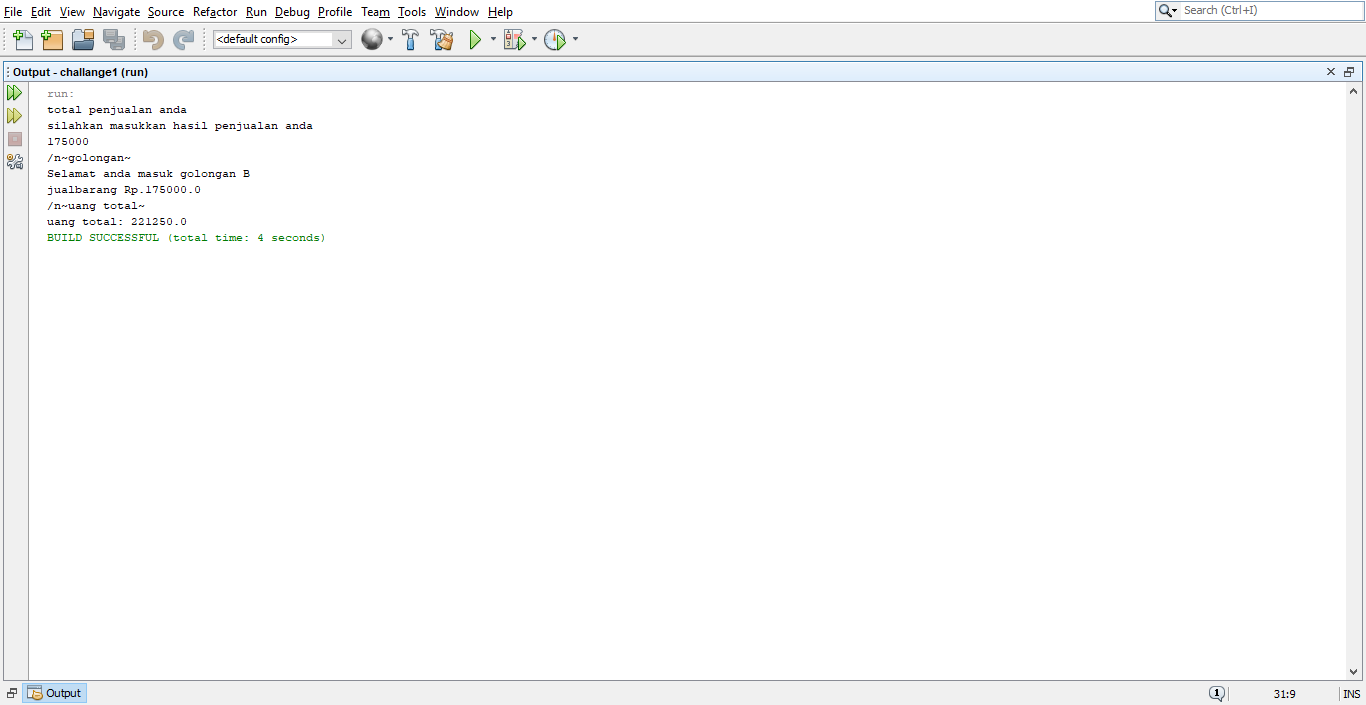 File Edit View Navigate Source Refactor Run Debug Profile Team Tools Window Help
Search (Ctrl+I)
<default config>
Output - challange1 (run)
run:
total penjualan anda
silahkan masukkan hasil penjualan anda
175000
/n~golongan~
Selamat anda masuk golongan B
jualbarang Rp.175000.0
/n~uang total~
uang total: 221250.0
BUILD SUCCESSFUL (total time: 4 seconds)
Output
1
31:9
INS